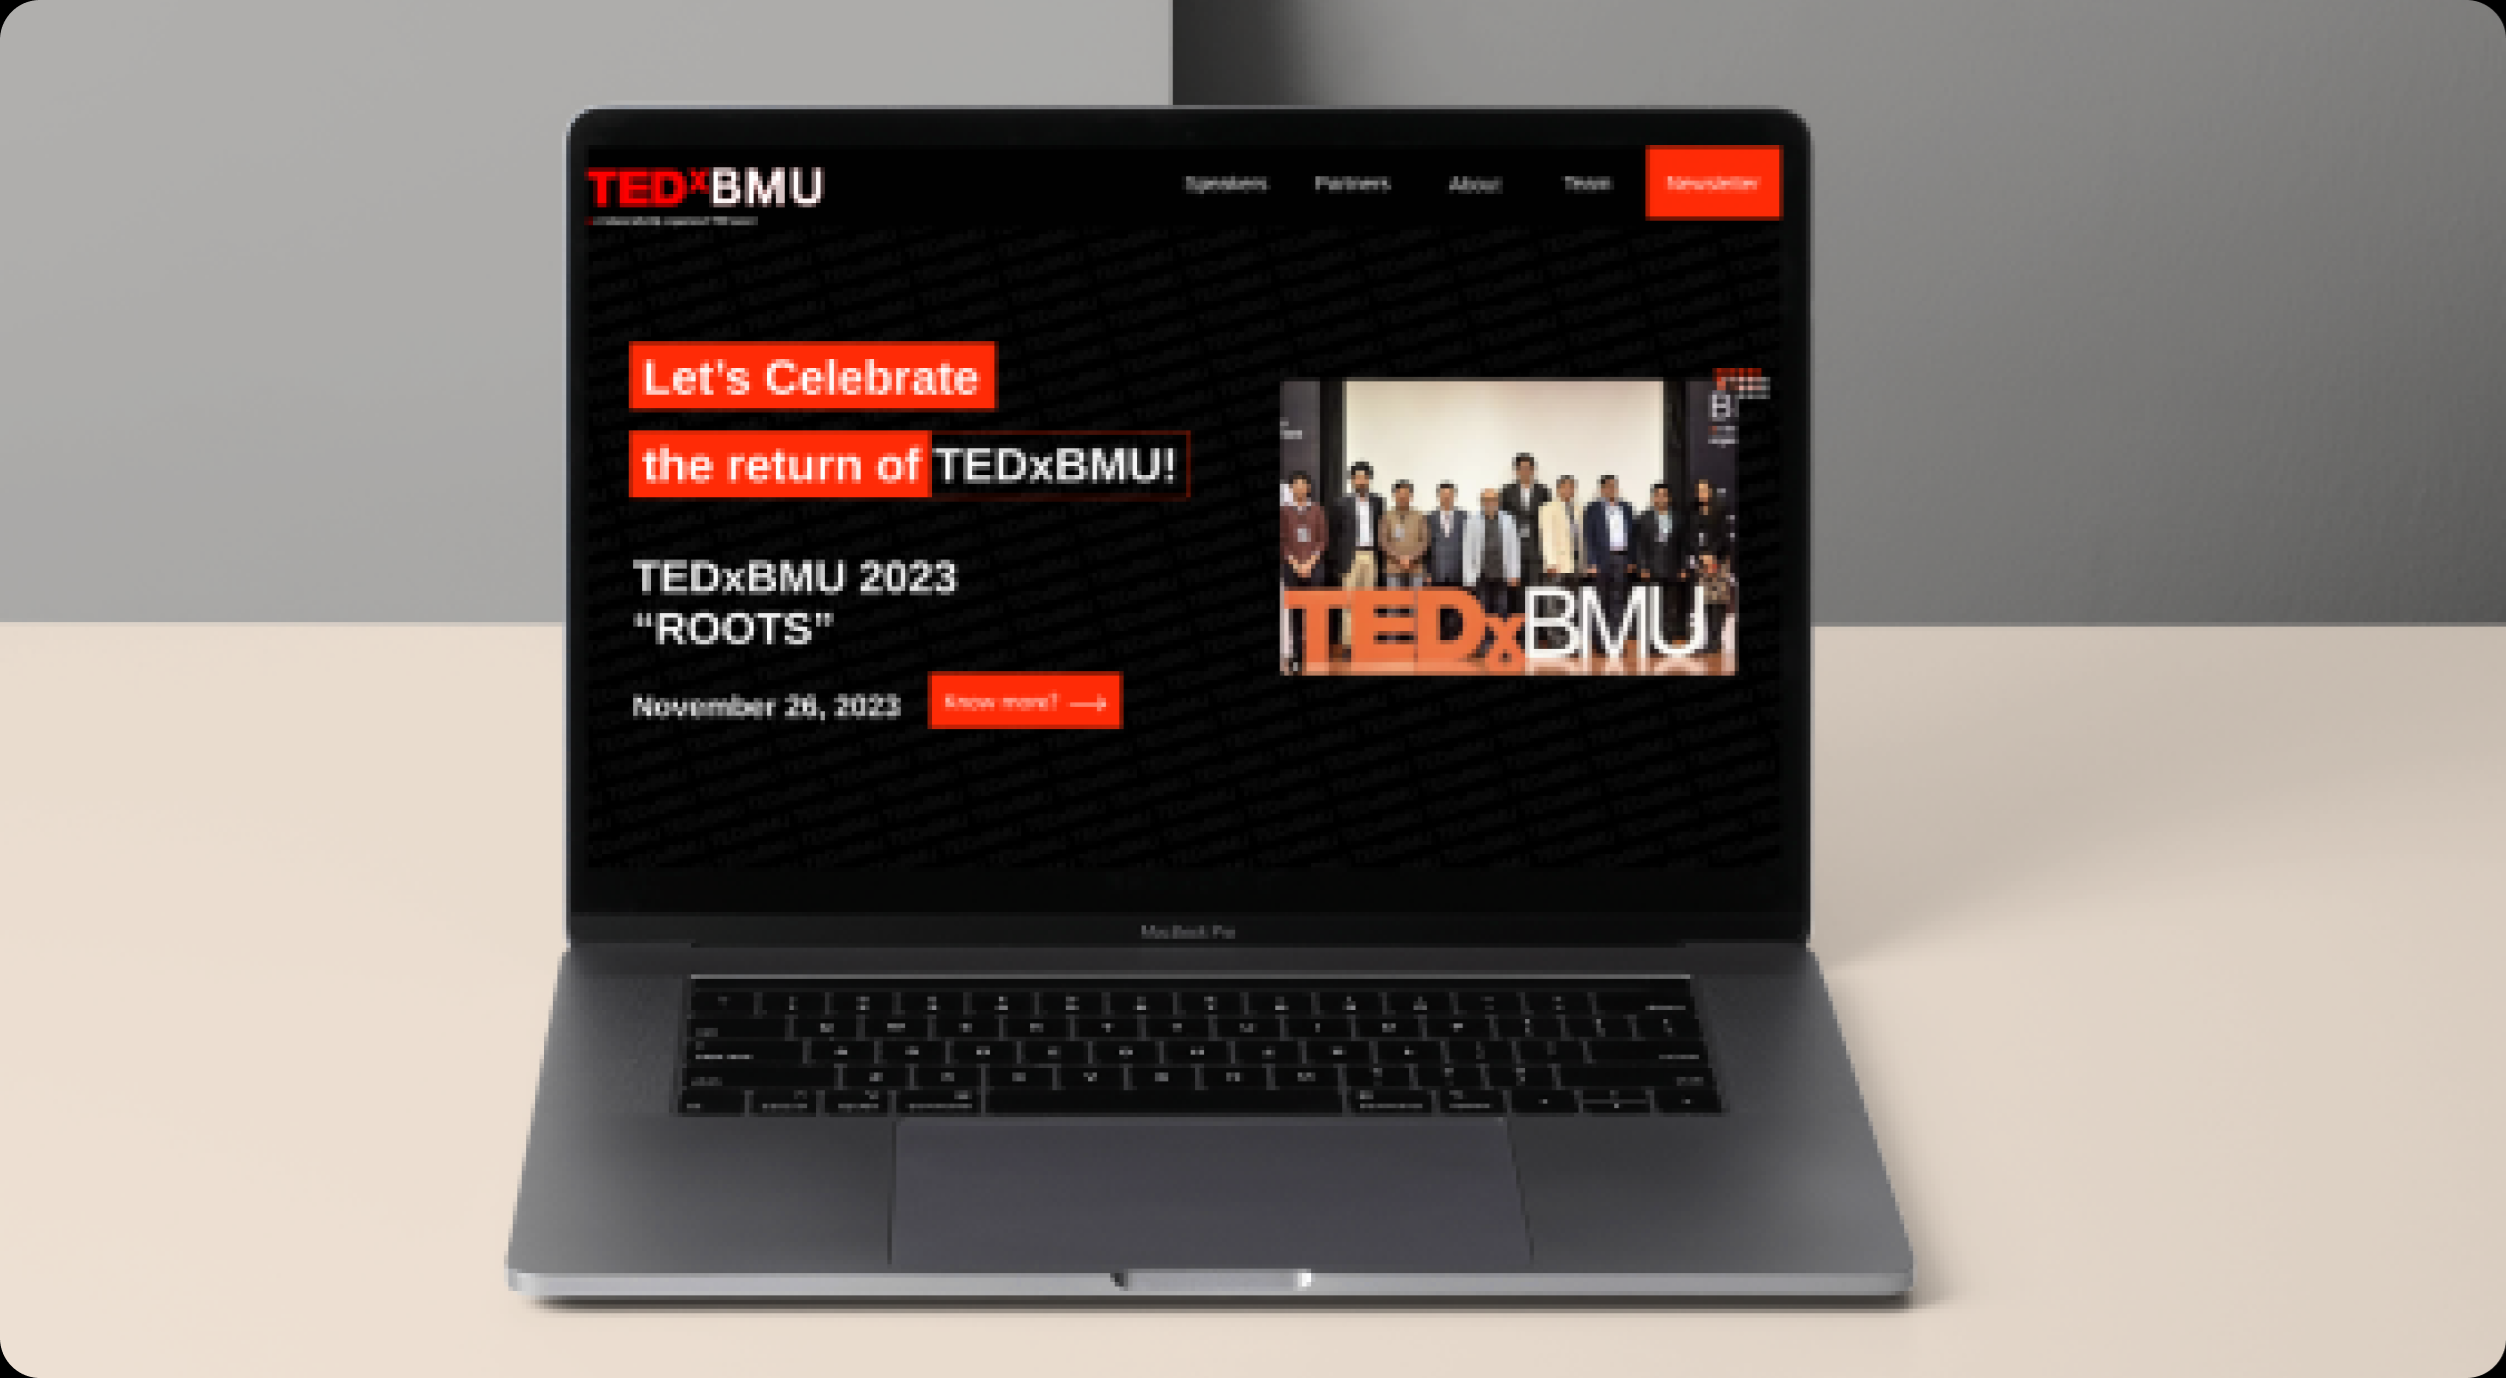 TEDxBMU
Speakers Partners About Team Newsletter
Let's Celebrate
the return of TEDxBMU!
TEDxBMU 2023
“ROOTS”
November 26, 2023
Know more? →
TEDxBMU
MacBook Pro